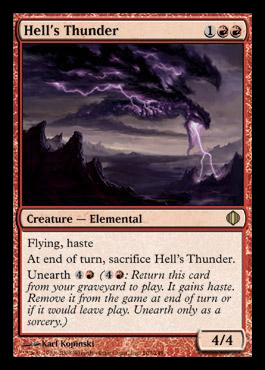 Hell's Thunder 1
Creature — Elemental
Flying, haste
At end of turn, sacrifice Hell's Thunder.
Unearth 4 (4 : Return this card
from your graveyard to play. It gains haste.
Remove it from the game at end of turn or
if it would leave play. Unearth only as a
sorcery.)
4/4
Karl Kopinski